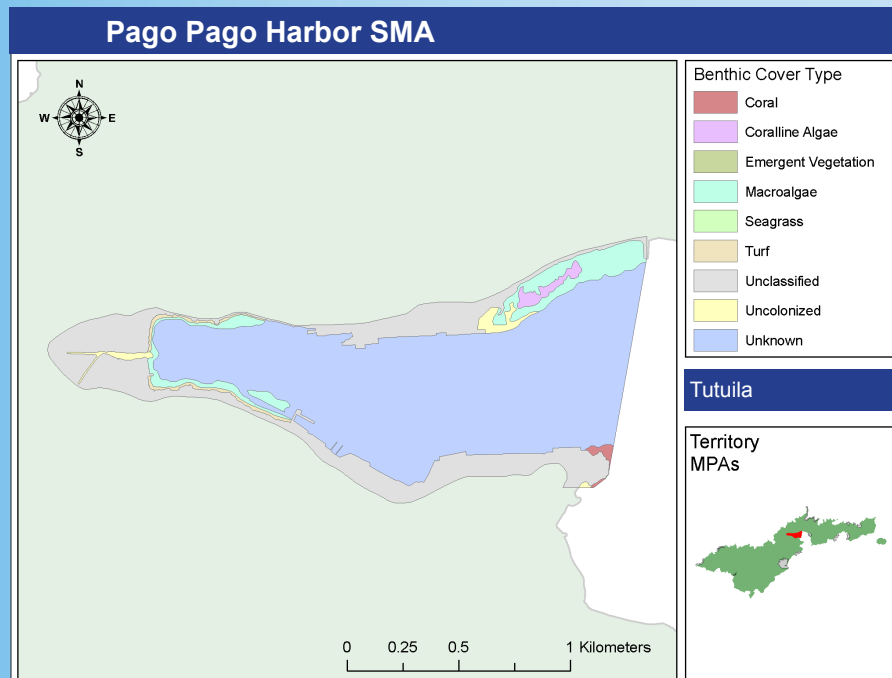 Pago Pago Harbor SMA
N
W E
S
Benthic Cover Type
Coral
Coralline Algae
Emergent Vegetation
Macroalgae
Seagrass
Turf
Unclassified
Uncolonized
Unknown
Tutuila
Territory
MPAs
0 0.25 0.5 1 Kilometers